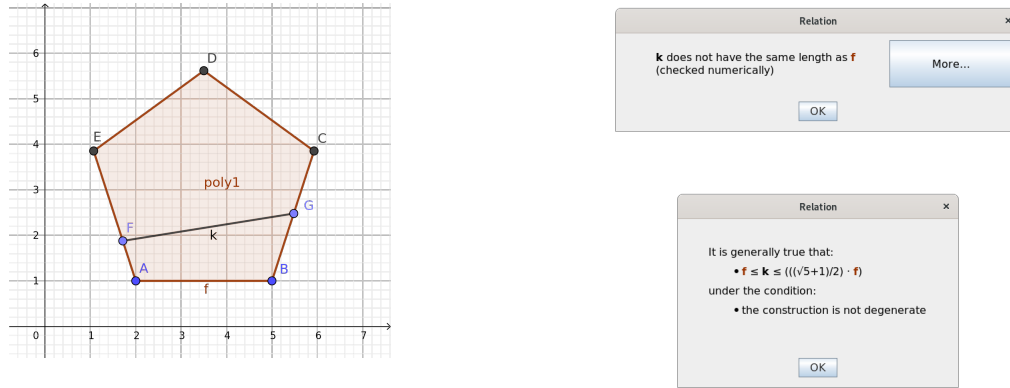 D
6
5
E
C
4
3
poly1
G
F
2
k
A
B
1
f
0 1 2 3 4 5 6 7
Relation ×
k does not have the same length as f
(checked numerically)
More...
OK
Relation ×
It is generally true that:
• f ≤ k ≤ (((√5+1)/2) · f)
under the condition:
• the construction is not degenerate
OK